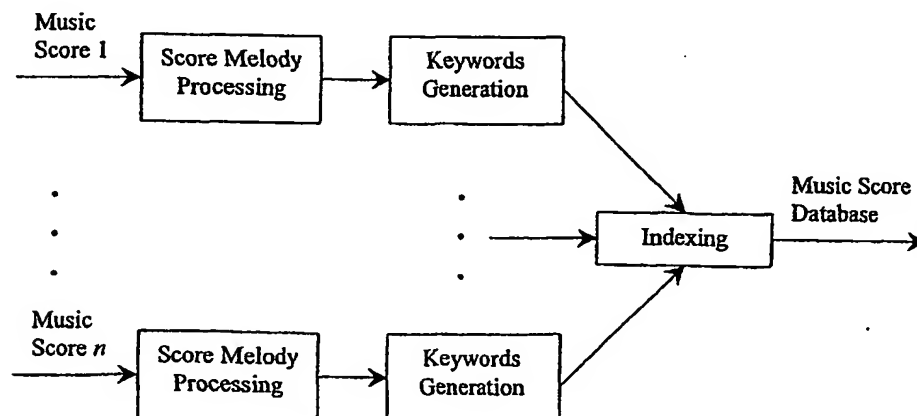 Music
Score 1
Score Melody
Processing
Keywords
Generation
Music Score
Database
Indexing
Music
Score n
Score Melody
Processing
Keywords
Generation